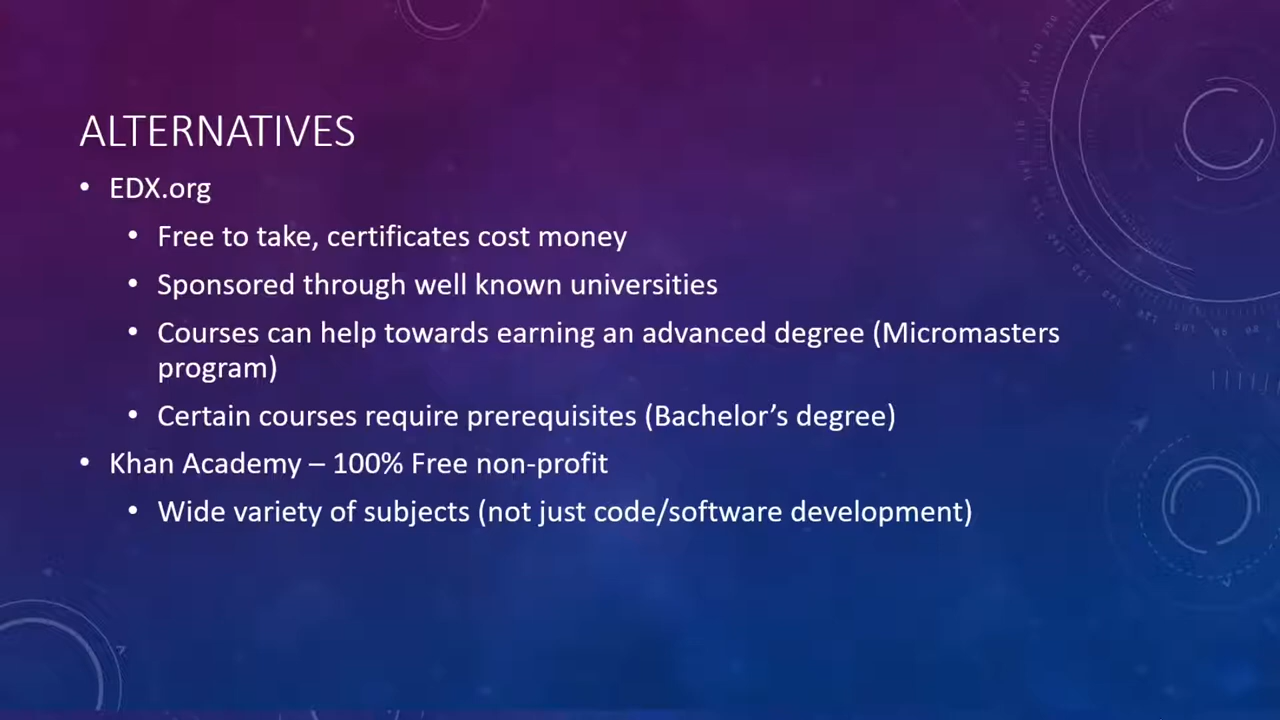 ALTERNATIVES
• EDX.org
• Free to take, certificates cost money
• Sponsored through well known universities
• Courses can help towards earning an advanced degree (Micromasters
program)
• Certain courses require prerequisites (Bachelor’s degree)
• Khan Academy – 100% Free non-profit
• Wide variety of subjects (not just code/software development)